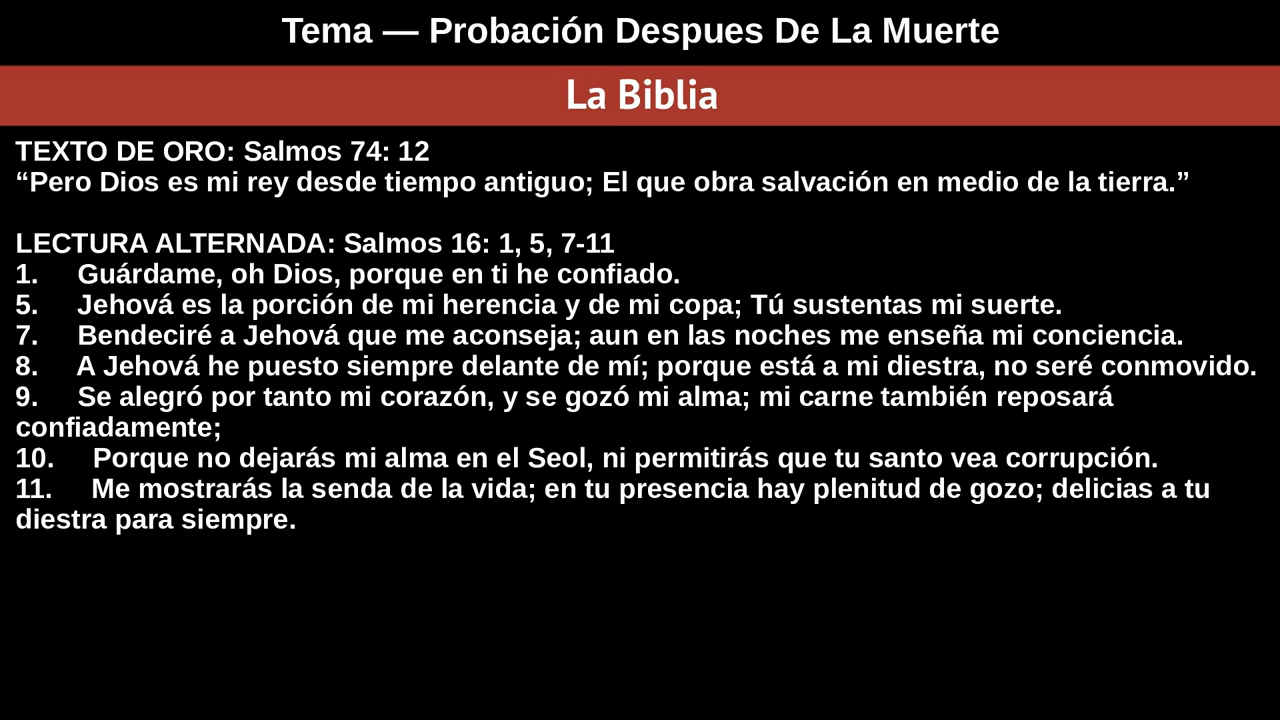 Tema — Probación Despues De La Muerte
La Biblia
TEXTO DE ORO: Salmos 74: 12
“Pero Dios es mi rey desde tiempo antiguo; El que obra salvación en medio de la tierra.”
LECTURA ALTERNADA: Salmos 16: 1, 5, 7-11
1. Guárdame, oh Dios, porque en ti he confiado.
5. Jehová es la porción de mi herencia y de mi copa; Tú sustentas mi suerte.
7. Bendeciré a Jehová que me aconseja; aun en las noches me enseña mi conciencia.
8. A Jehová he puesto siempre delante de mí; porque está a mi diestra, no seré conmovido.
9. Se alegró por tanto mi corazón, y se gozó mi alma; mi carne también reposará
confiadamente;
10. Porque no dejarás mi alma en el Seol, ni permitirás que tu santo vea corrupción.
11. Me mostrarás la senda de la vida; en tu presencia hay plenitud de gozo; delicias a tu
diestra para siempre.